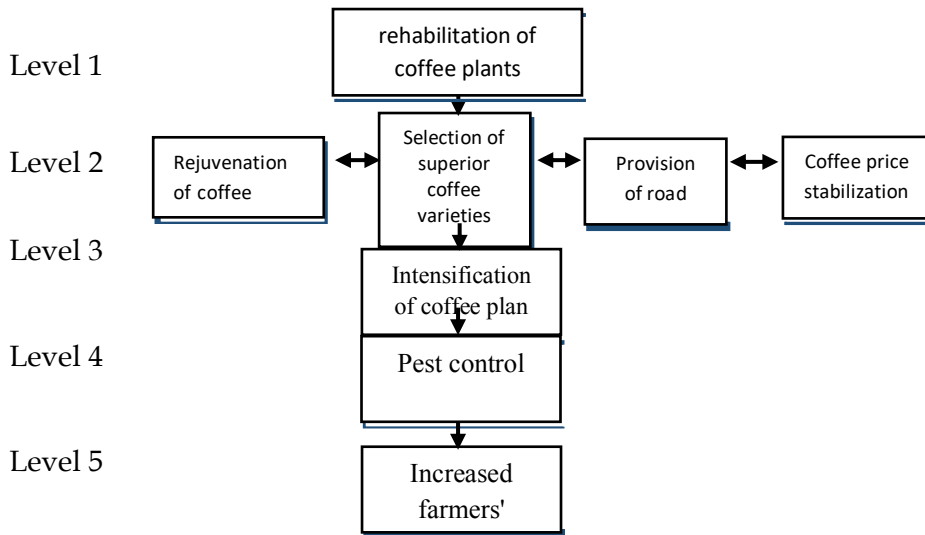 Level 1
rehabilitation of
coffee plants
Level 2
Rejuvenation
of coffee
Selection of
superior
coffee
varieties
Provision
of road
Coffee price
stabilization
Level 3
Intensification
of coffee plan
Level 4
Pest control
Level 5
Increased
farmers'